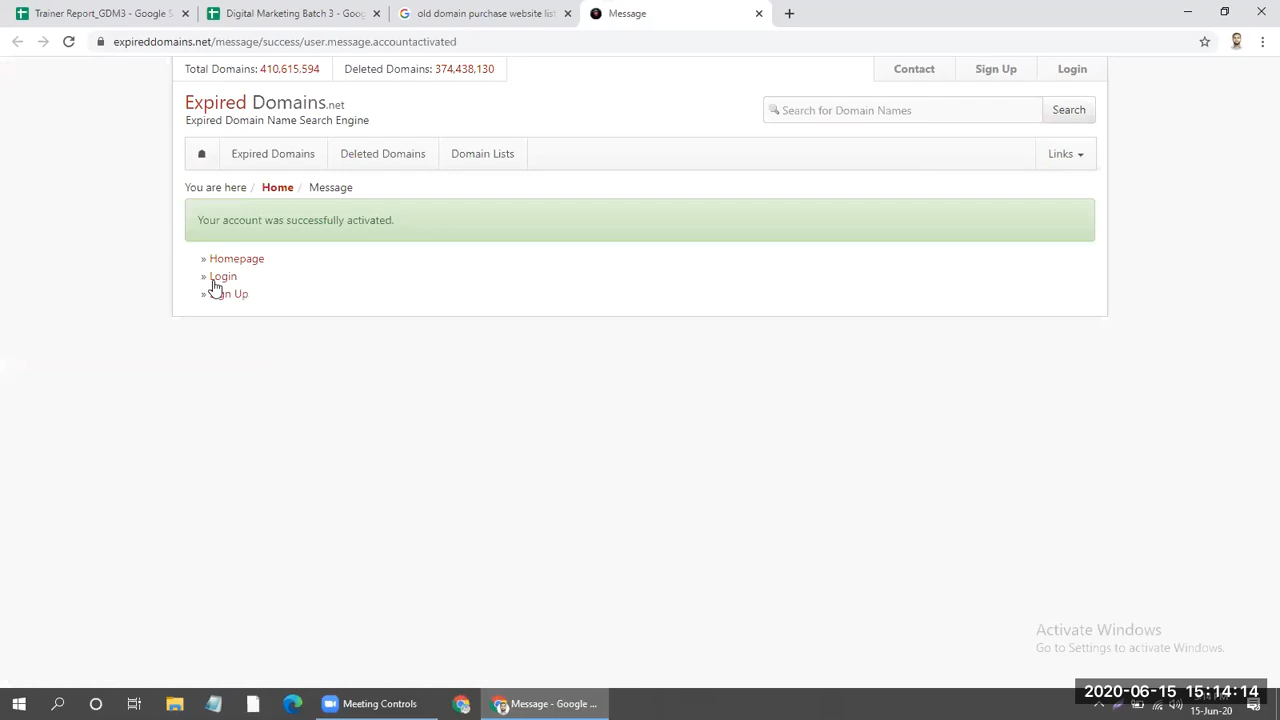 Trainer Report_GDM3 - Google S
Digital Marketing Batch 3 - Goog
old domain purchase website list
Message
expireddomains.net/message/success/user.message.accountactivated
Total Domains: 410,615,594
Deleted Domains: 374,438,130
Contact
Sign Up
Login
Expired Domains.net
Expired Domain Name Search Engine
Search for Domain Names
Search
Expired Domains
Deleted Domains
Domain Lists
Links
You are here / Home / Message
Your account was successfully activated.
» Homepage
» Login
» Sign Up
Activate Windows
Go to Settings to activate Windows.
2020-06-15 15:14:14
Meeting Controls
Message - Google ...
15-Jun-20